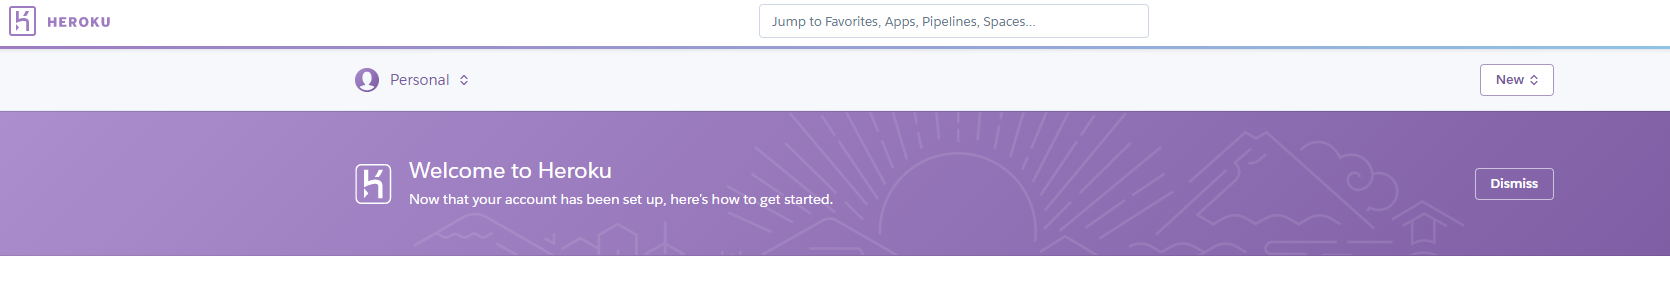 HEROKU
Jump to Favorites, Apps, Pipelines, Spaces...
Personal
New
Welcome to Heroku
Now that your account has been set up, here's how to get started.
Dismiss